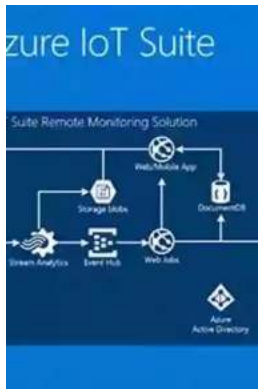 zure IoT Suite
Suite Remote Monitoring Solution
Web/Mobile App
Storage blobs
DocumentDB
Stream Analytics
Event Hub
Web Jobs
Azure
Active Directory